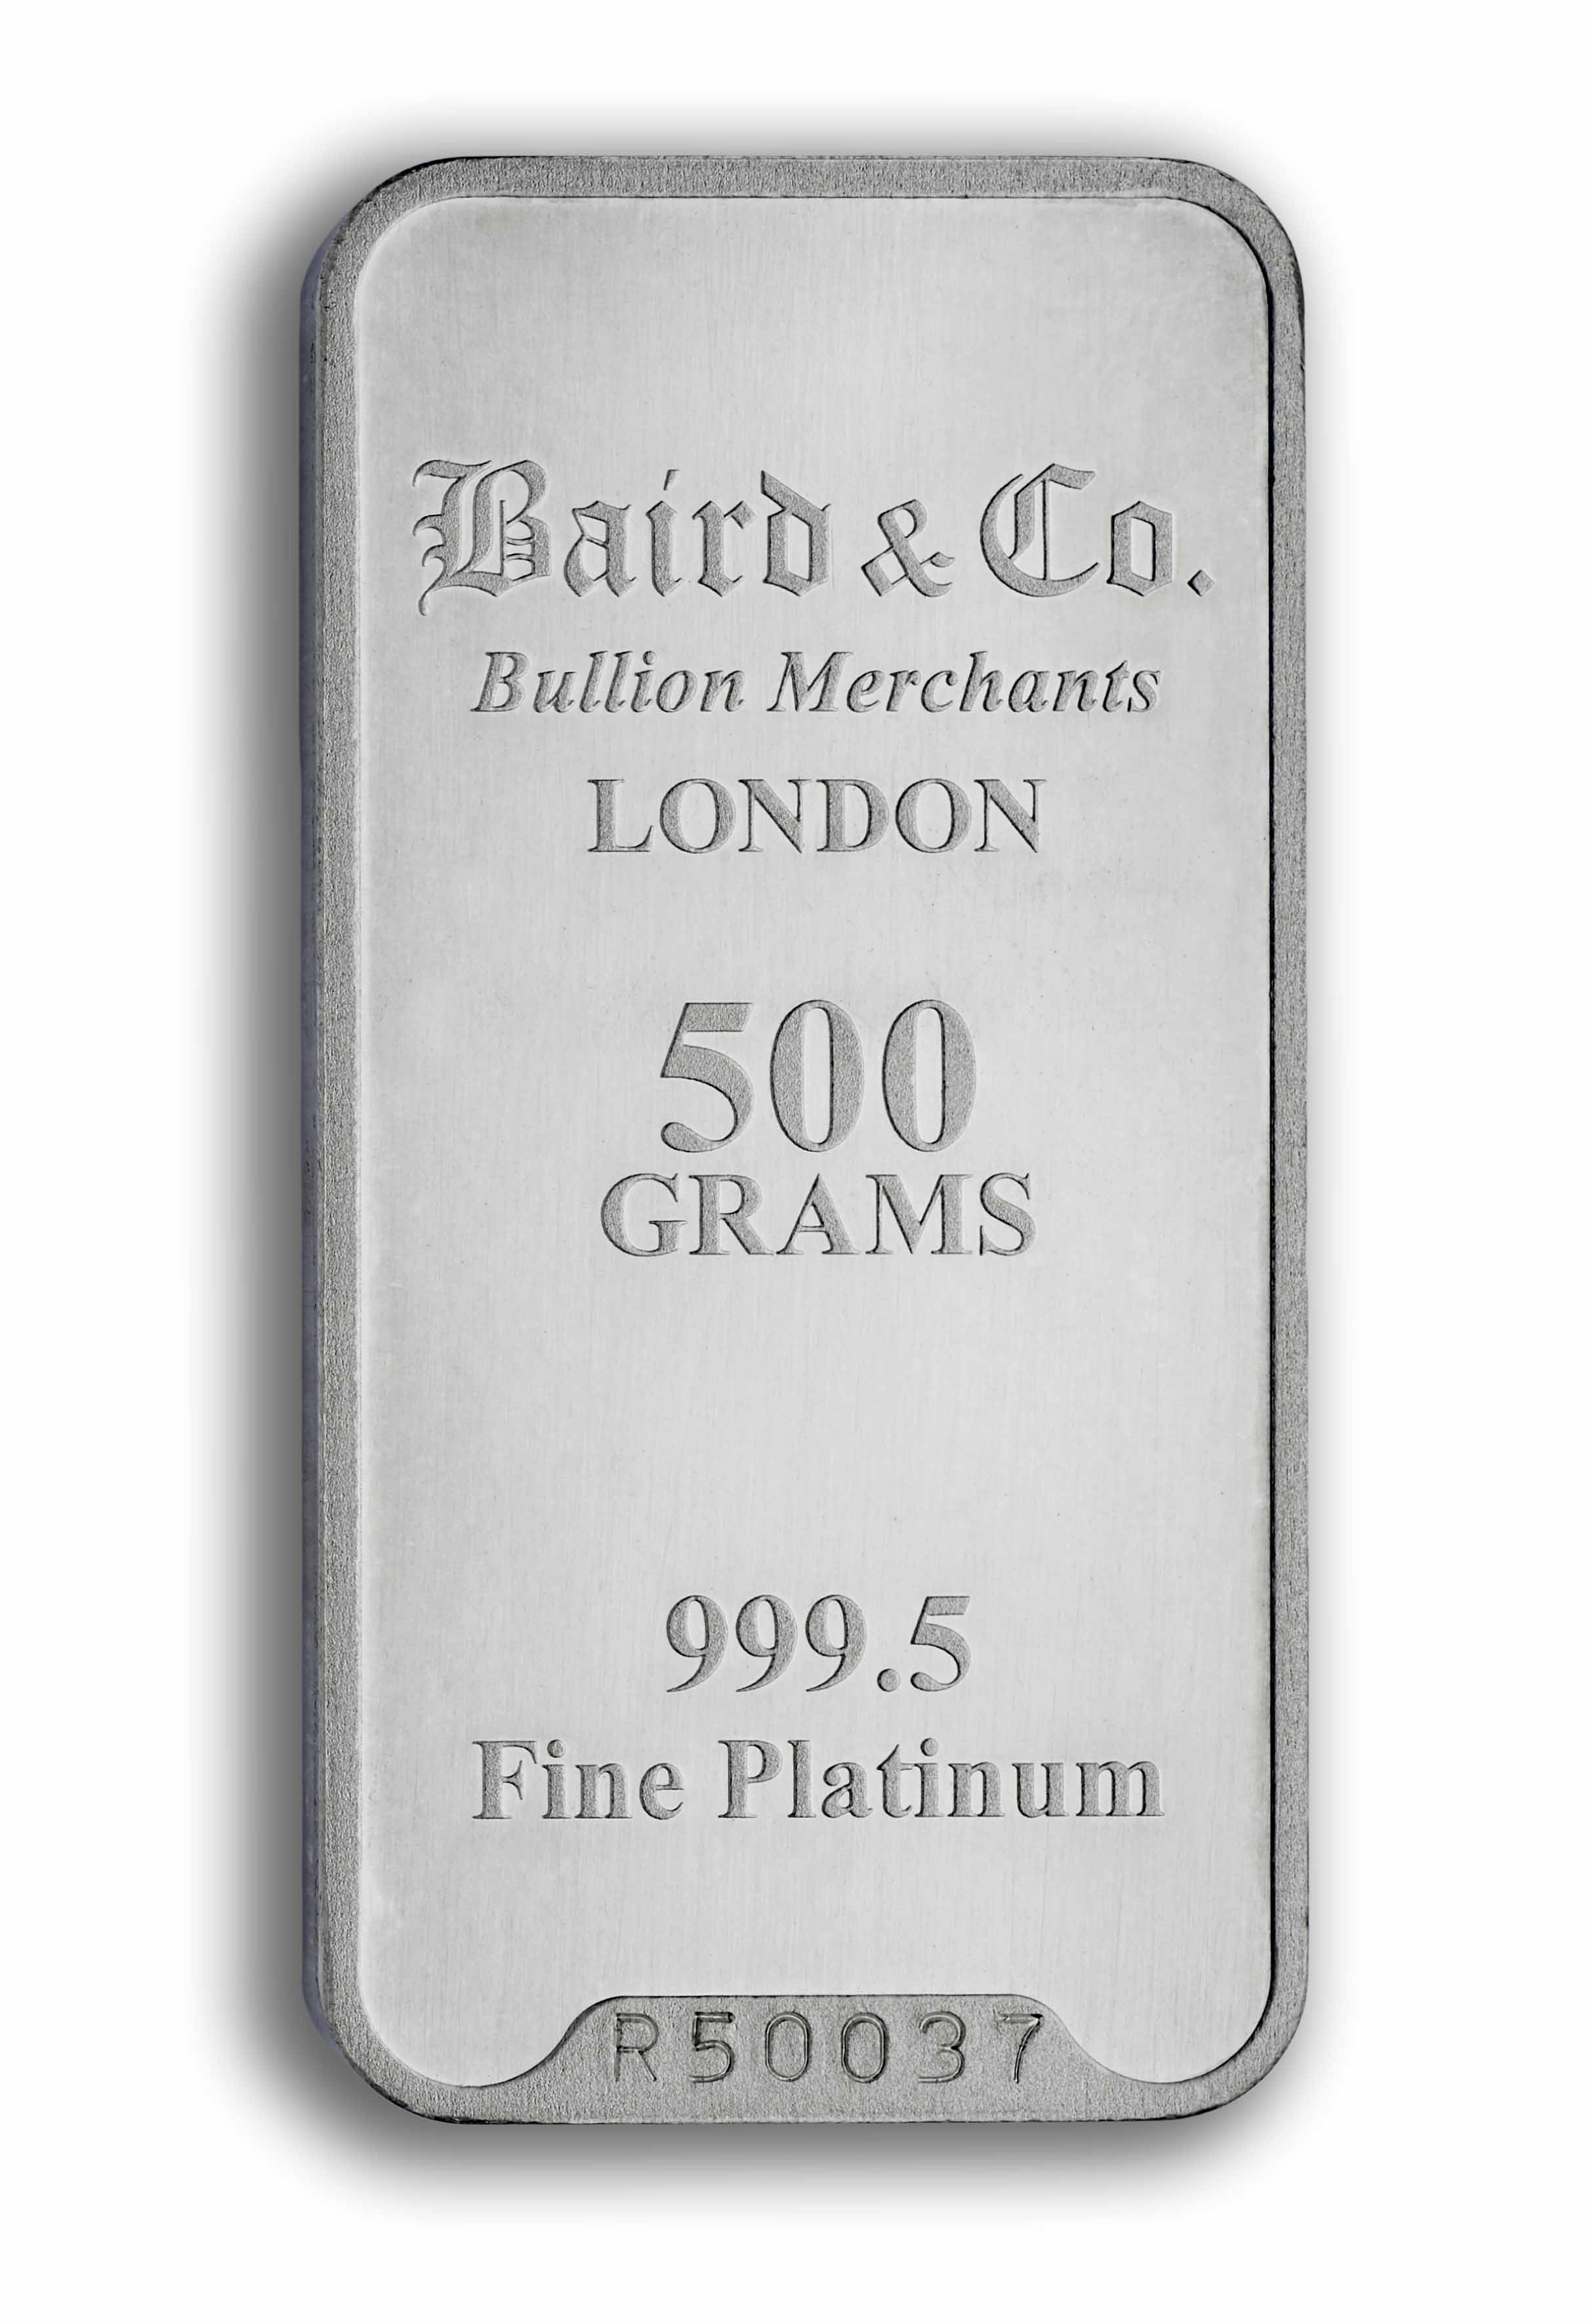 Baird & Co.
Bullion Merchants
LONDON
500
GRAMS
999.5
Fine Platinum
R50037